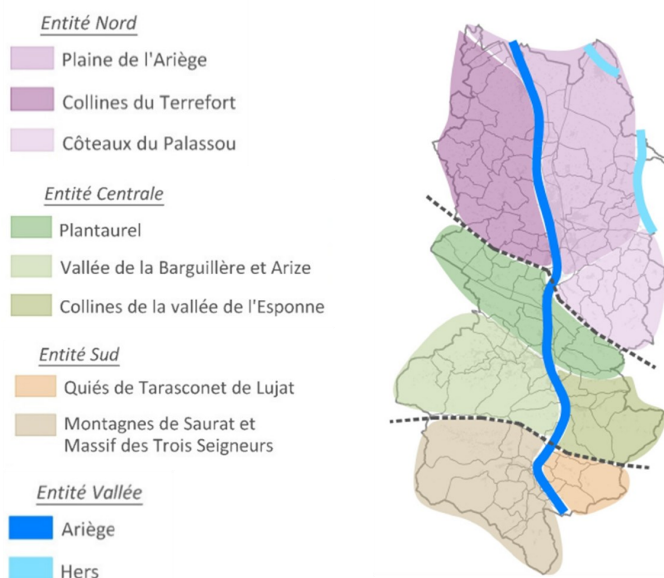 Entité Nord
Plaine de l'Ariège
Collines du Terrefort
Côteaux du Palassou
Entité Centrale
Plantaurel
Vallée de la Barguillère et Arize
Collines de la vallée de l'Esponne
Entité Sud
Quiés de Tarasconet de Lujat
Montagnes de Saurat et
Massif des Trois Seigneurs
Entité Vallée
Ariège
Hers